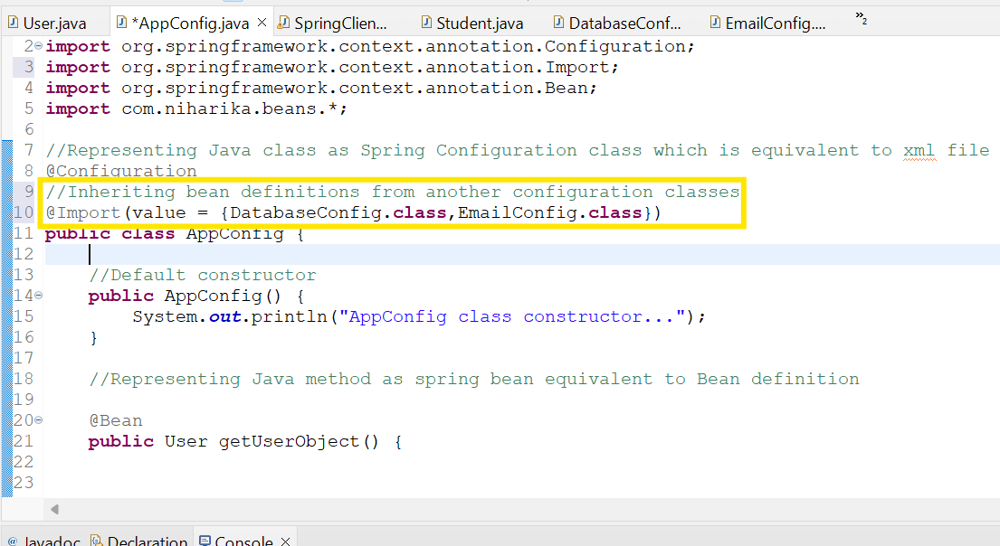 User.java *AppConfig.java SpringClien... Student.java DatabaseConf... EmailConfig.... »2
2 import org.springframework.context.annotation.Configuration;
3 import org.springframework.context.annotation.Import;
4 import org.springframework.context.annotation.Bean;
5 import com.niharika.beans.*;
6
7 //Representing Java class as Spring Configuration class which is equivalent to xml file
8 @Configuration
9 //Inheriting bean definitions from another configuration classes
10 @Import(value = {DatabaseConfig.class,EmailConfig.class})
11 public class AppConfig {
12
13 //Default constructor
14 public AppConfig() {
15 System.out.println("AppConfig class constructor...");
16 }
17
18 //Representing Java method as spring bean equivalent to Bean definition
19
20 @Bean
21 public User getUserObject() {
22
23
@ Javadoc Declaration Console